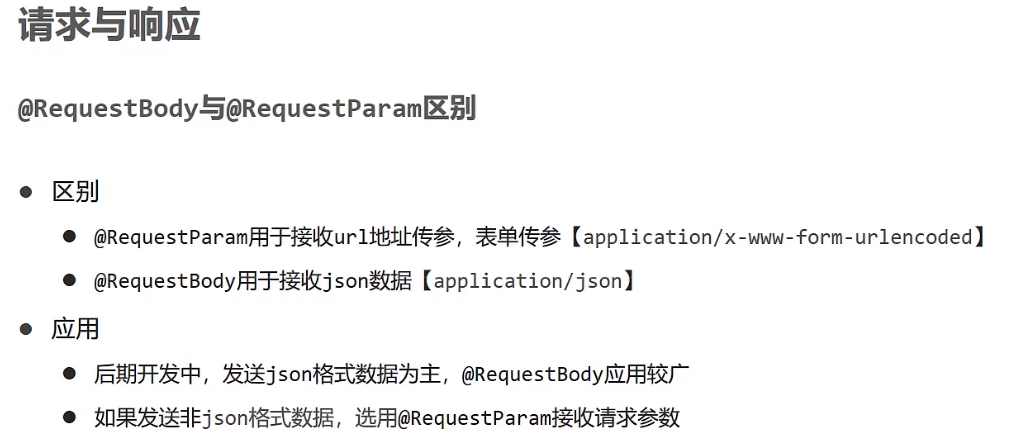 请求与响应
@RequestBody与@RequestParam区别
● 区别
● @RequestParam用于接收url地址传参，表单传参【application/x-www-form-urlencoded】
● @RequestBody用于接收json数据【application/json】
● 应用
● 后期开发中，发送json格式数据为主，@RequestBody应用较广
● 如果发送非json格式数据，选用@RequestParam接收请求参数